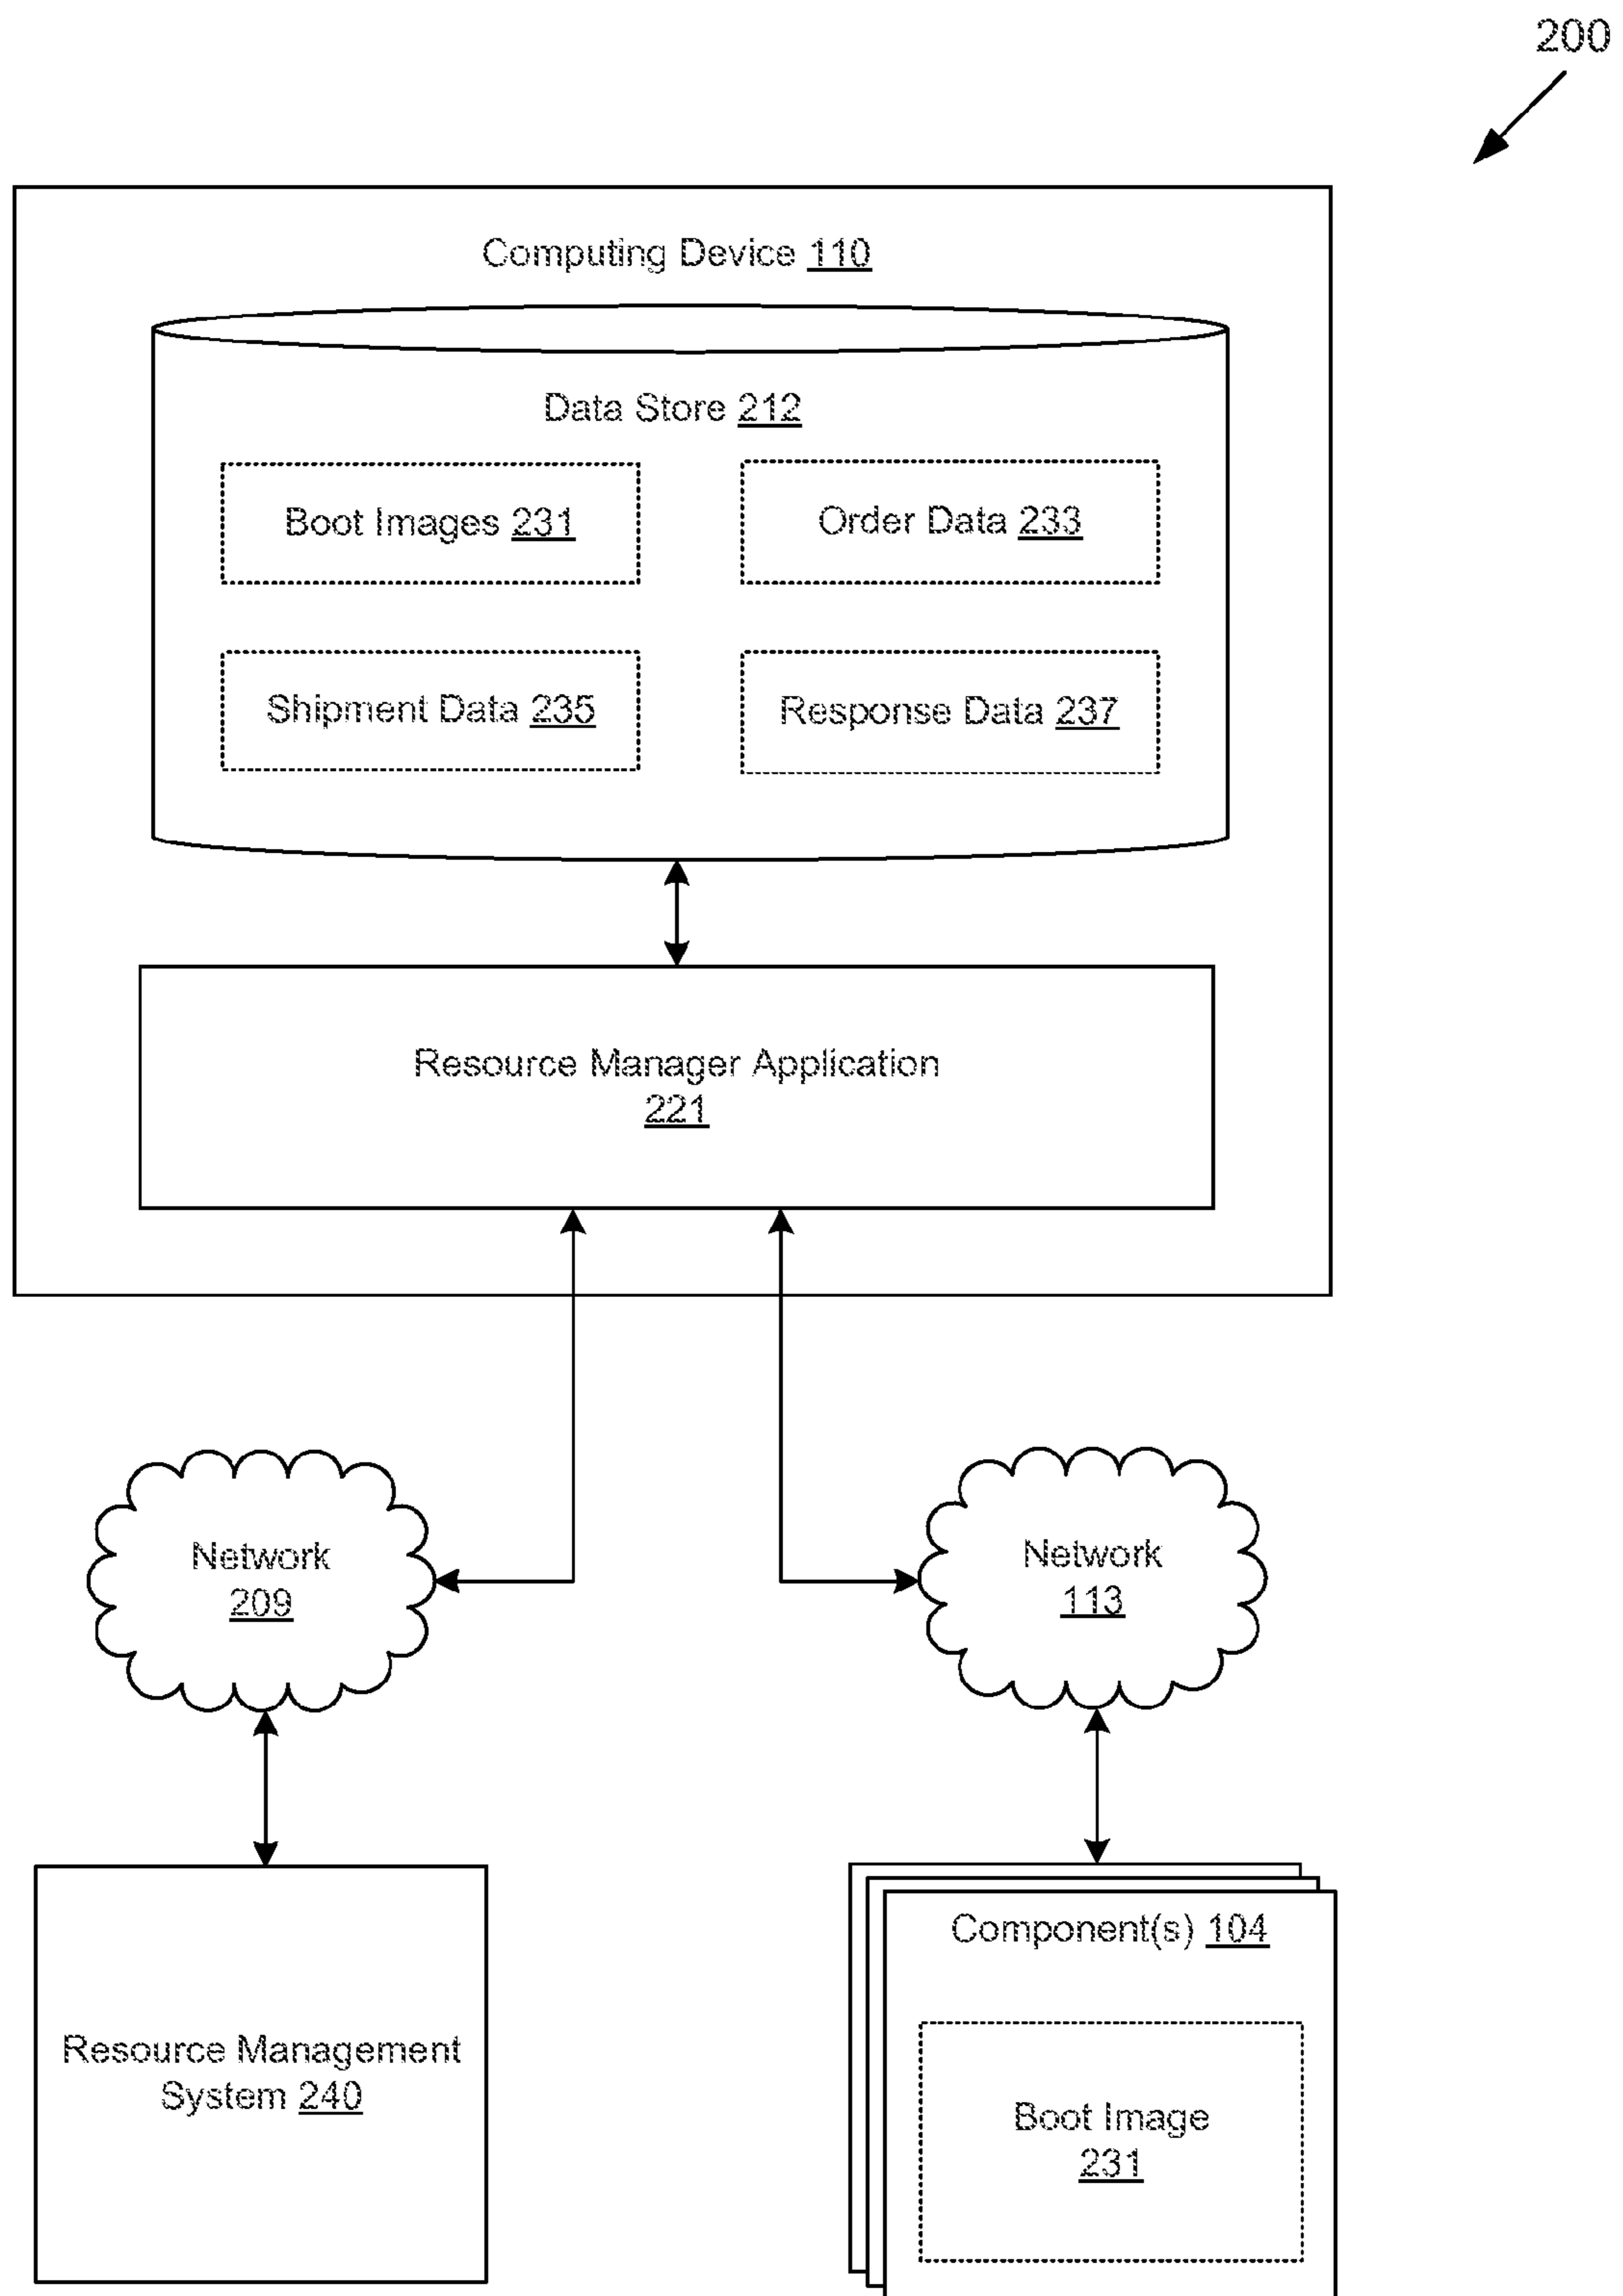 200
Computing Device 110
Data Store 212
Boot Images 231
Order Data 233
Shipment Data 235
Response Data 237
Resource Manager Application
221
Network
209
Network
113
Component(s) 104
Resource Management
System 240
Boot Image
231